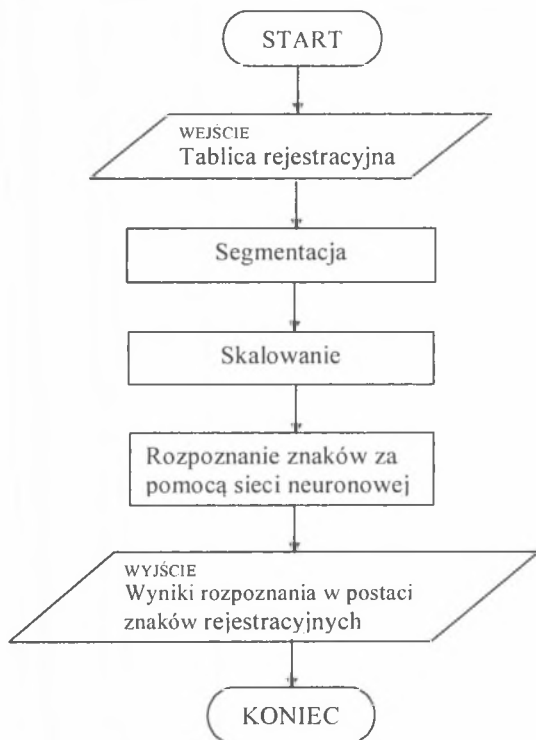 START
WEJŚCIE
Tablica rejestracyjna
Segmentacja
Skalowanie
Rozpoznanie znaków za
pomocą sieci neuronowej
WYJŚCIE
Wyniki rozpoznania w postaci
znaków rejestracyjnych
KONIEC